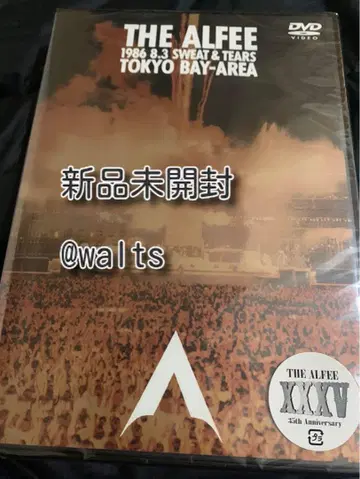 THE ALFEE
1986 8.3 SWEAT & TEARS
TOKYO BAY-AREA
DVD
VIDEO
新品未開封
@walts
THE ALFEE
XXXV
35th Anniversary